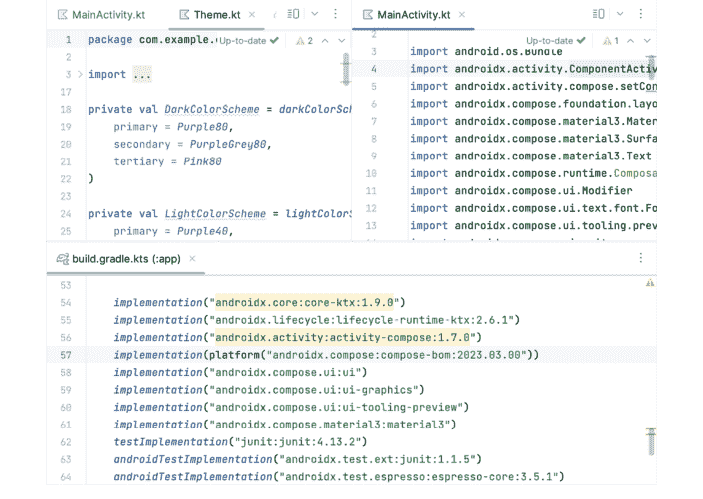 MainActivity.kt
Theme.kt
1 package com.example.
Up-to-date
2
2
3 import ...
17
18 private val DarkColorScheme = darkColorSch
19 primary = Purple80,
20 secondary = PurpleGrey80,
21 tertiary = Pink80
22 )
23
24 private val LightColorScheme = lightColorS
25 primary = Purple40,
MainActivity.kt
2
Up-to-date
1
3 import android.os.Bundle
4 import androidx.activity.ComponentActiv
5 import androidx.activity.compose.setCon
6 import androidx.compose.foundation.layo
7 import androidx.compose.material3.Mater
8 import androidx.compose.material3.Surfa
9 import androidx.compose.material3.Text
10 import androidx.compose.runtime.Composa
11 import androidx.compose.ui.Modifier
12 import androidx.compose.ui.text.font.Fo
13 import androidx.compose.ui.tooling.prev
build.gradle.kts (:app)
53
54 implementation("androidx.core:core-ktx:1.9.0")
55 implementation("androidx.lifecycle:lifecycle-runtime-ktx:2.6.1")
56 implementation("androidx.activity:activity-compose:1.7.0")
57 implementation(platform("androidx.compose:compose-bom:2023.03.00"))
58 implementation("androidx.compose.ui:ui")
59 implementation("androidx.compose.ui:ui-graphics")
60 implementation("androidx.compose.ui:ui-tooling-preview")
61 implementation("androidx.compose.material3:material3")
62 testImplementation("junit:junit:4.13.2")
63 androidTestImplementation("androidx.test.ext:junit:1.1.5")
64 androidTestImplementation("androidx.test.espresso:espresso-core:3.5.1")